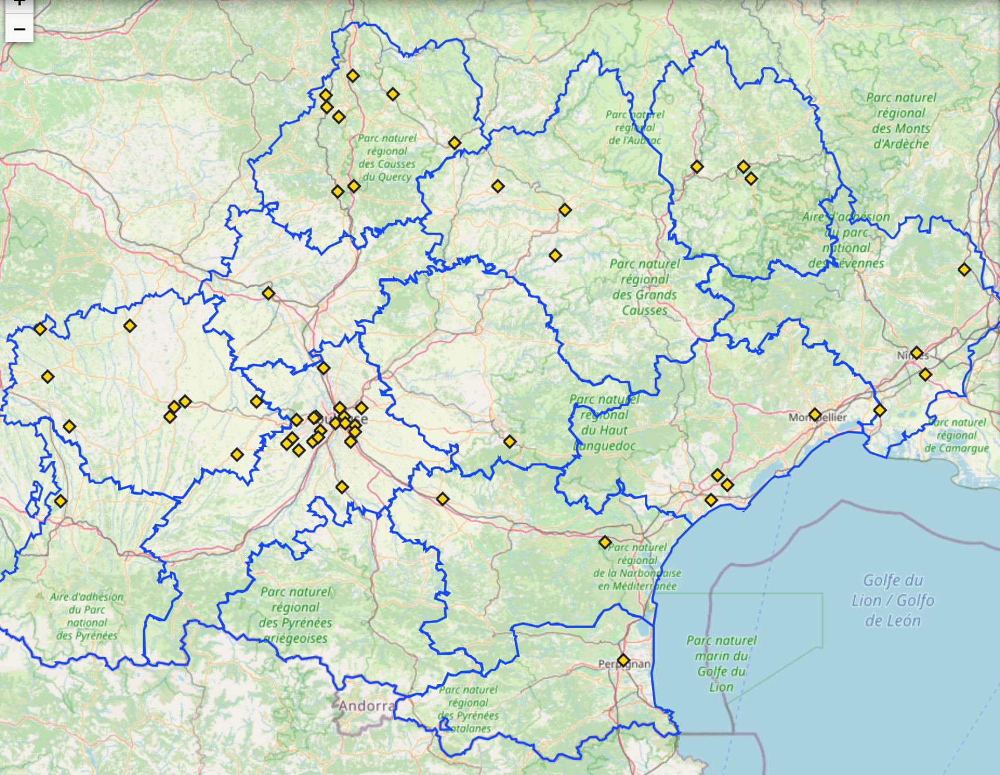 +
−
Parc naturel
régional
des Monts
d'Ardèche
Parc naturel
régional
de l'Aubrac
Parc naturel
régional
des Causses
du Quercy
Aire d'adhésion
du parc
national
des Cévennes
Parc naturel
régional
des Grands
Causses
Nîmes
Parc naturel
régional
du Haut
Languedoc
Toulouse
Montpellier
Parc naturel
régional
de Camargue
Parc naturel
régional
de la Narbonnaise
en Méditerranée
Golfe du
Lion / Golfo
de León
Aire d'adhésion
du Parc
national
des Pyrénées
Parc naturel
régional
des Pyrénées
ariégeoises
Parc naturel
marin du
Golfe du
Lion
Perpignan
Parc naturel
régional
des Pyrénées
catalanes
Andorra